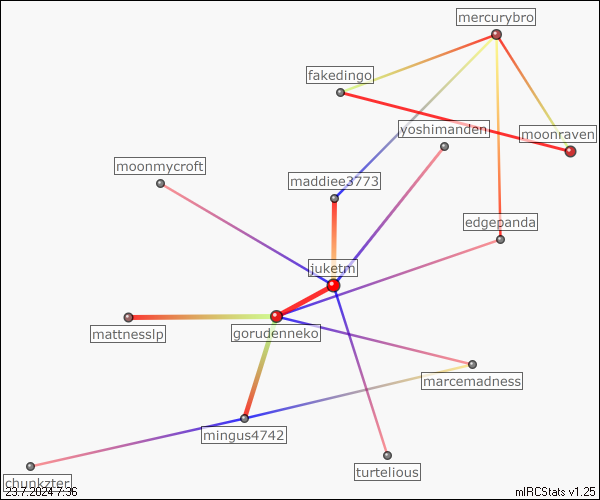 mercurybro
fakedingo
yoshimanden
moonraven
moonmycroft
maddiee3773
edgepanda
juketm
mattnesslp
gorudenneko
marcemadness
mingus4742
turtelious
chunkzter
23.7.2024 7:36
mIRCStats v1.25